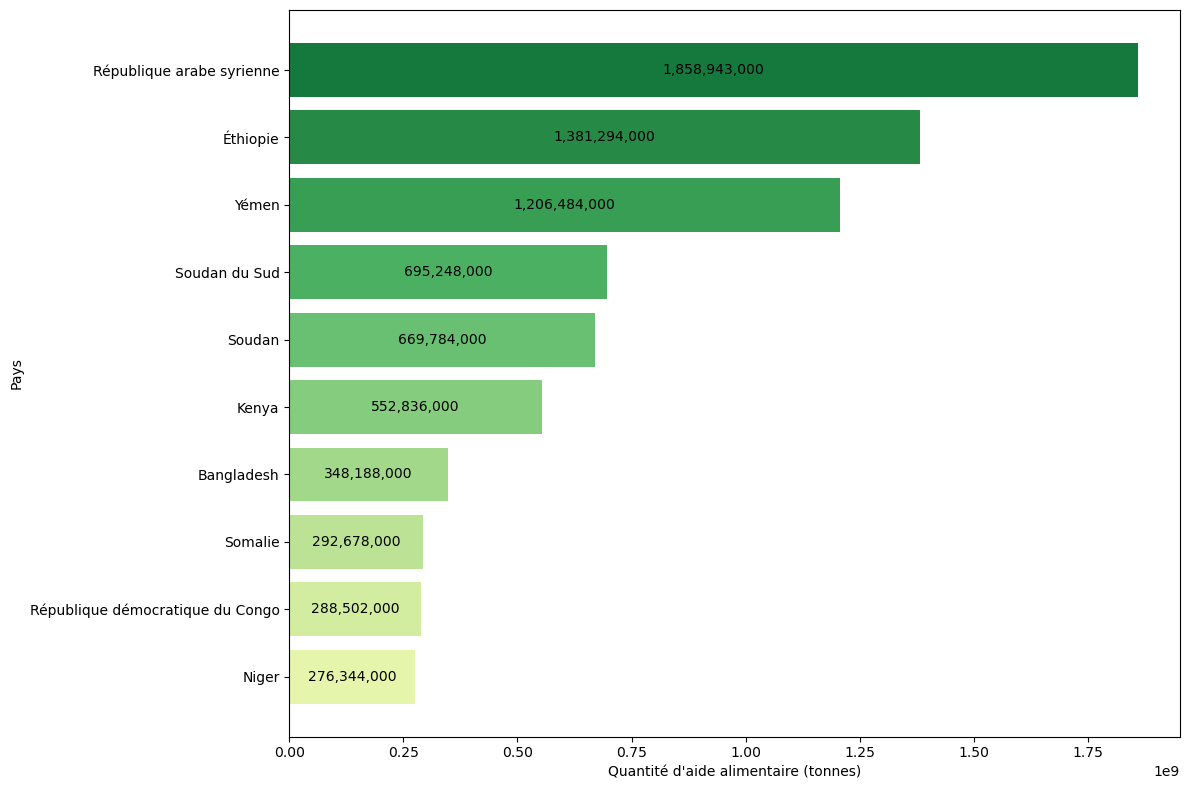 République arabe syrienne
1,858,943,000
Éthiopie
1,381,294,000
Yémen
1,206,484,000
Soudan du Sud
695,248,000
Soudan
669,784,000
Kenya
552,836,000
Bangladesh
348,188,000
Somalie
292,678,000
République démocratique du Congo
288,502,000
Niger
276,344,000
Pays
0.00 0.25 0.50 0.75 1.00 1.25 1.50 1.75
Quantité d'aide alimentaire (tonnes)
1e9